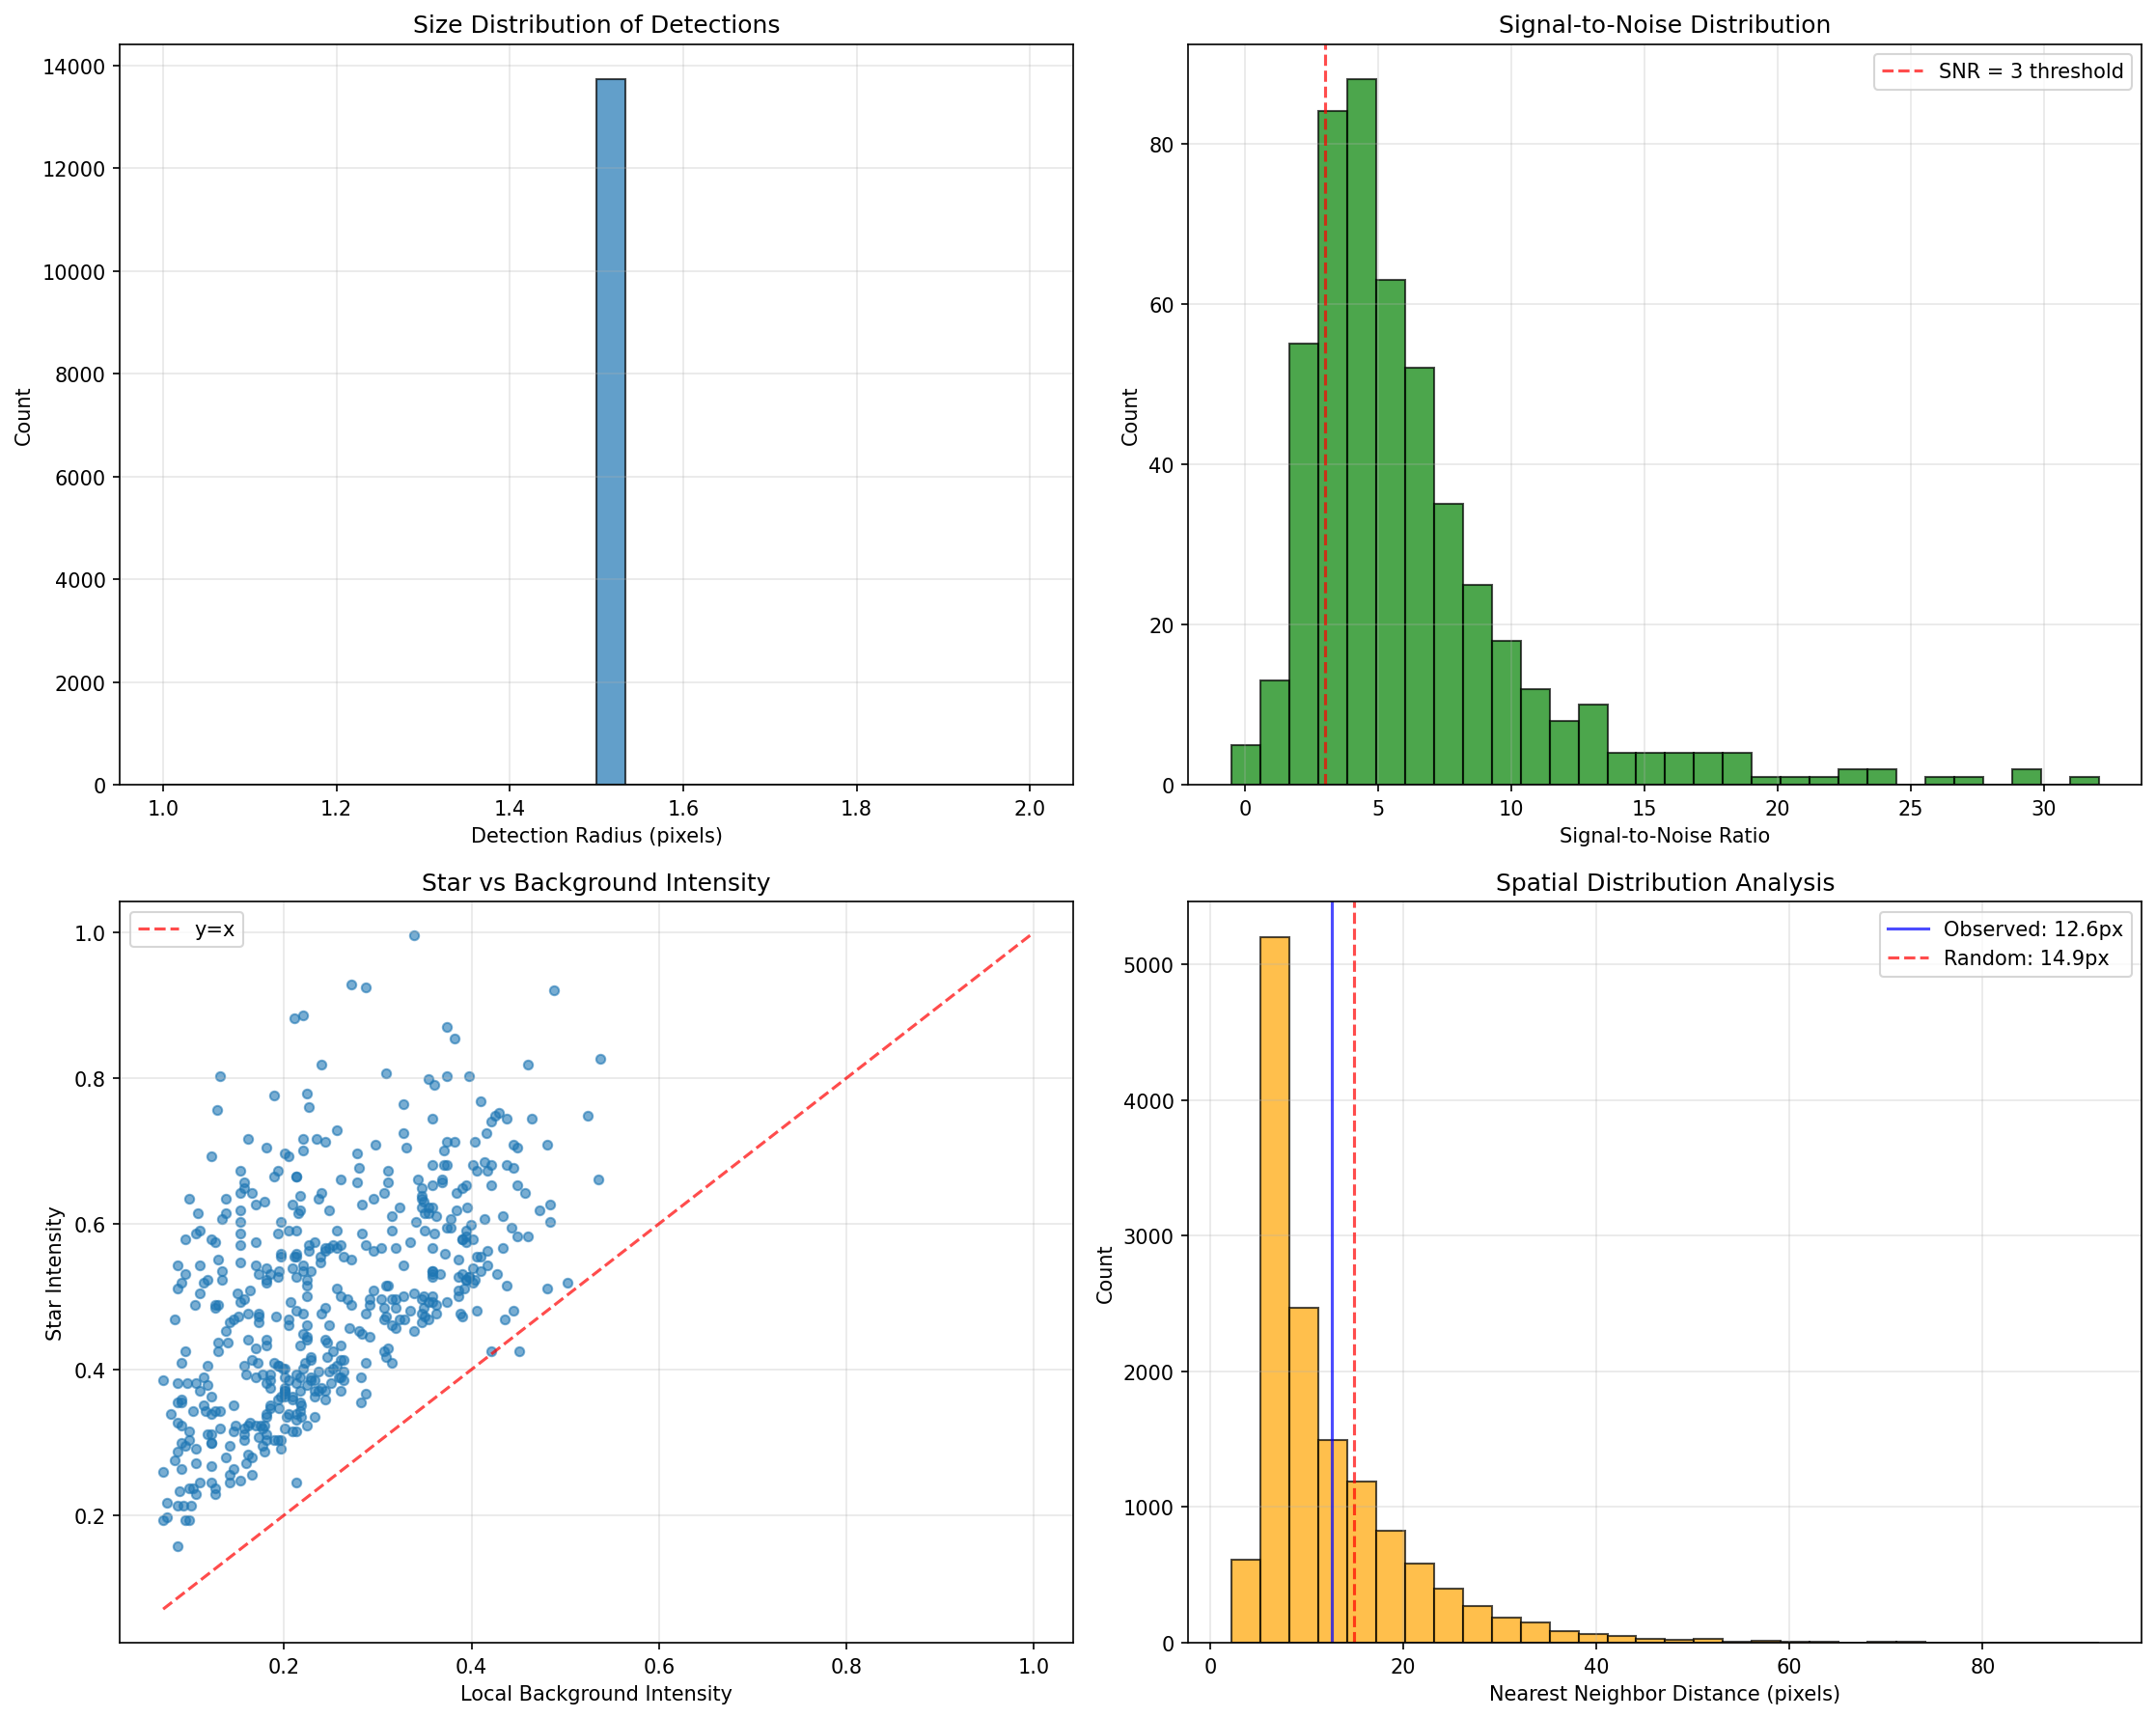 Size Distribution of Detections
14000
12000
10000
8000
6000
4000
2000
0
Count
1.0 1.2 1.4 1.6 1.8 2.0
Detection Radius (pixels)
Signal-to-Noise Distribution
SNR = 3 threshold
80
60
40
20
0
Count
0 5 10 15 20 25 30
Signal-to-Noise Ratio
Star vs Background Intensity
y=x
1.0
0.8
0.6
0.4
0.2
Star Intensity
0.2 0.4 0.6 0.8 1.0
Local Background Intensity
Spatial Distribution Analysis
Observed: 12.6px
Random: 14.9px
5000
4000
3000
2000
1000
0
Count
0 20 40 60 80
Nearest Neighbor Distance (pixels)